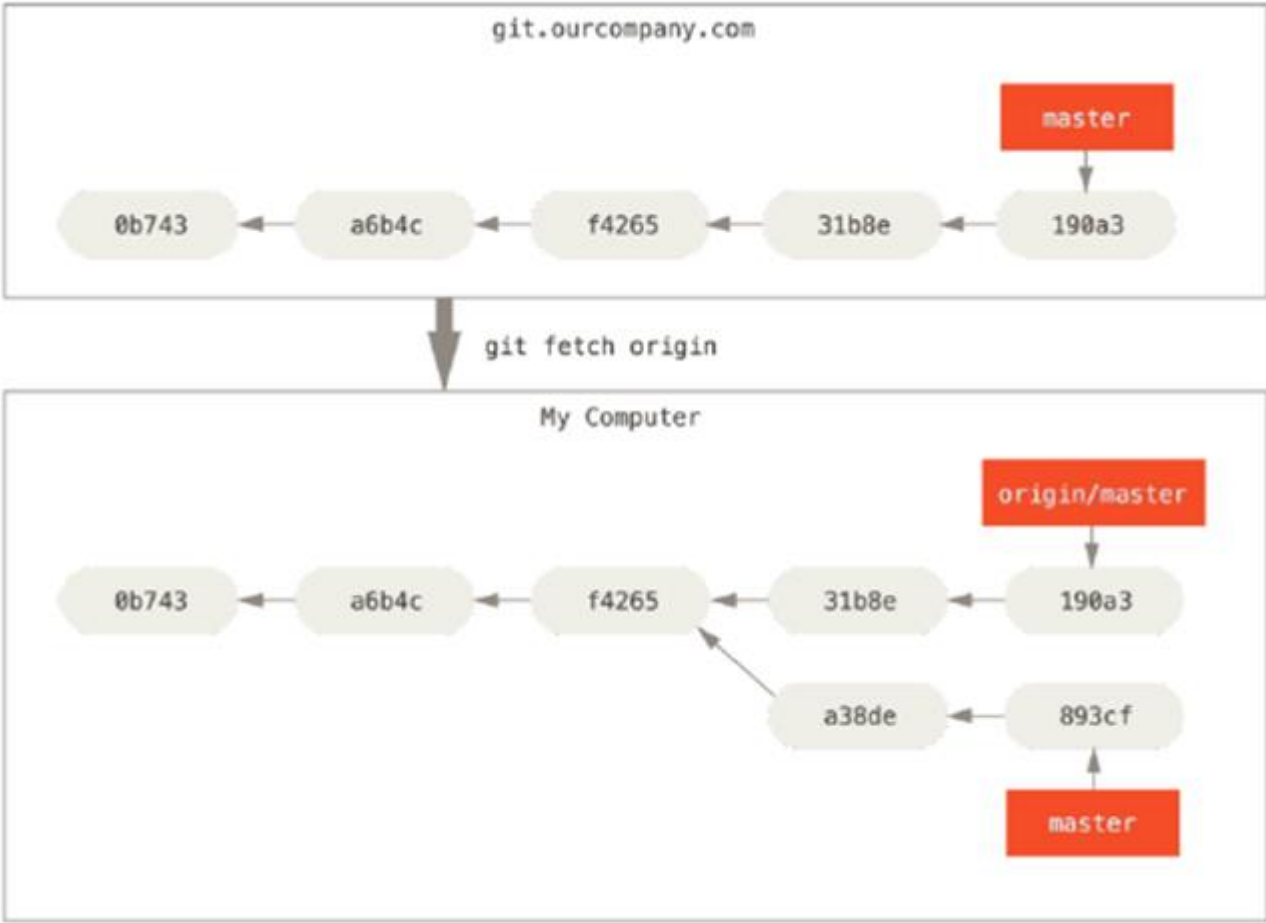 git.ourcompany.com
master
0b743 a6b4c f4265 31b8e 190a3
git fetch origin
My Computer
origin/master
0b743 a6b4c f4265 31b8e 190a3
a38de 893cf
master